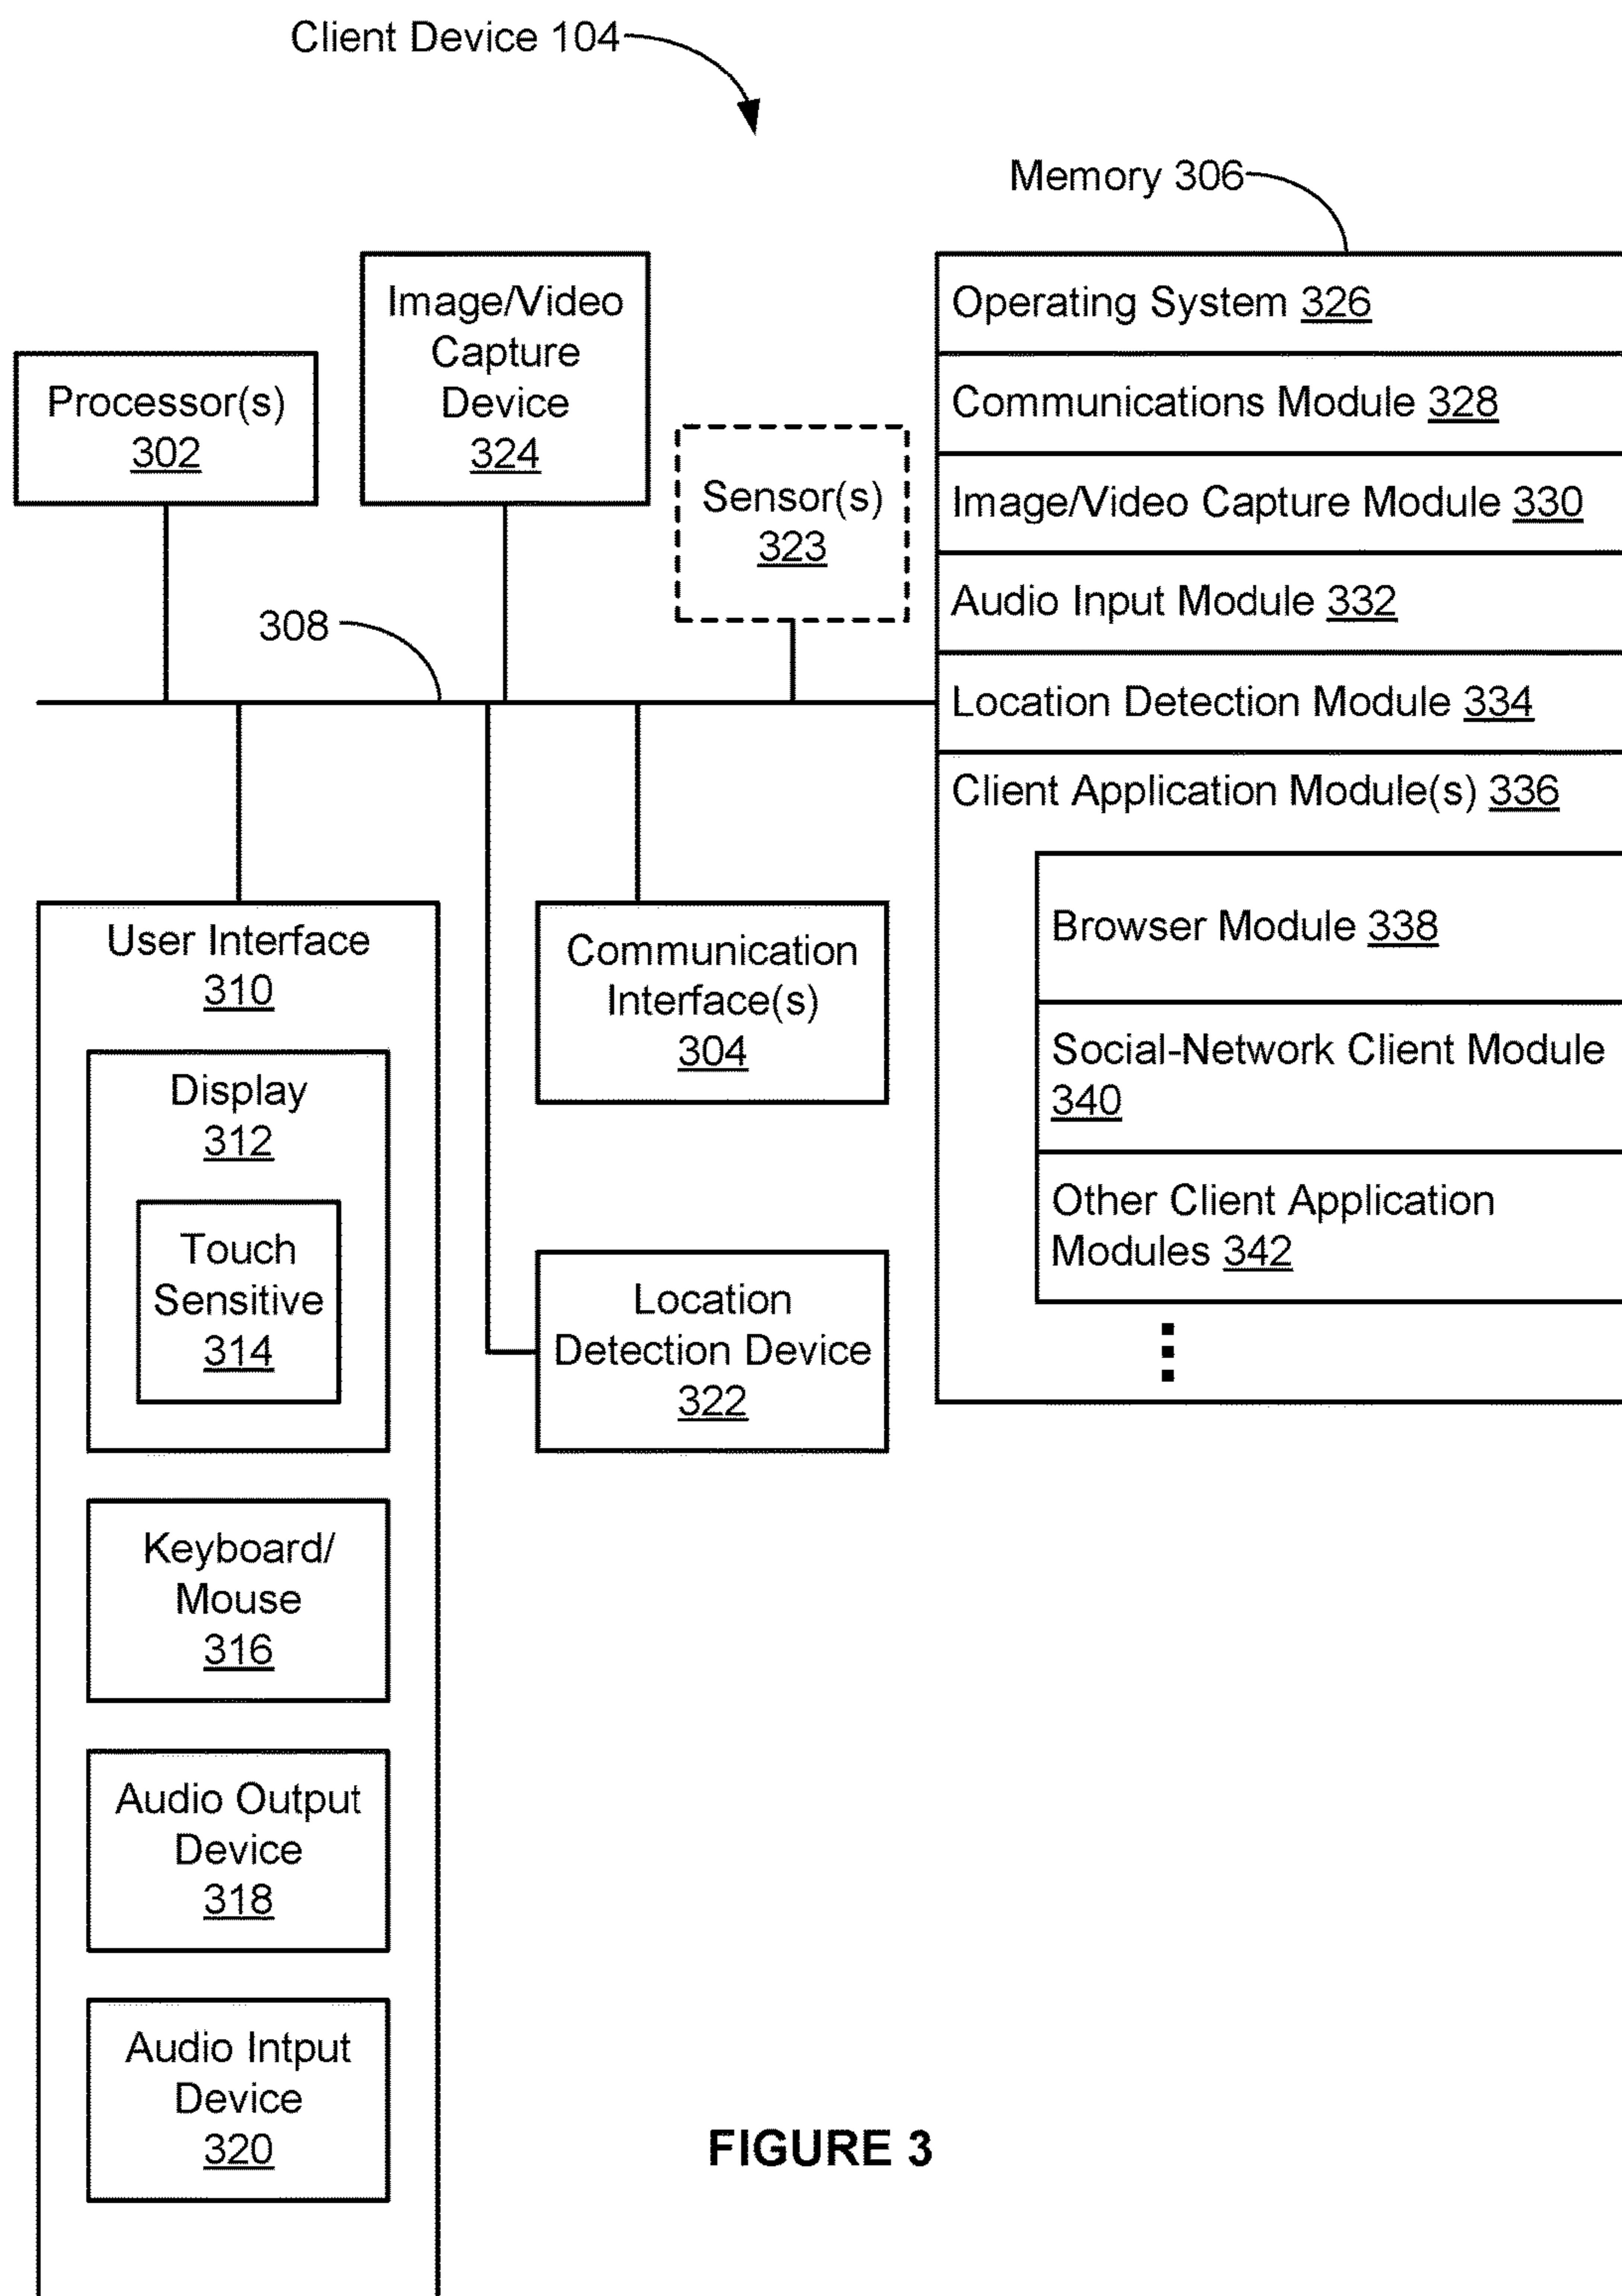 Client Device 104
Memory 306
Image/Video
Capture
Device
324
Processor(s)
302
Sensor(s)
323
308
Operating System 326
Communications Module 328
Image/Video Capture Module 330
Audio Input Module 332
Location Detection Module 334
Client Application Module(s) 336
Browser Module 338
Social-Network Client Module
340
Other Client Application
Modules 342
User Interface
310
Display
312
Touch
Sensitive
314
Keyboard/
Mouse
316
Audio Output
Device
318
Audio Intput
Device
320
Communication
Interface(s)
304
Location
Detection Device
322
FIGURE 3